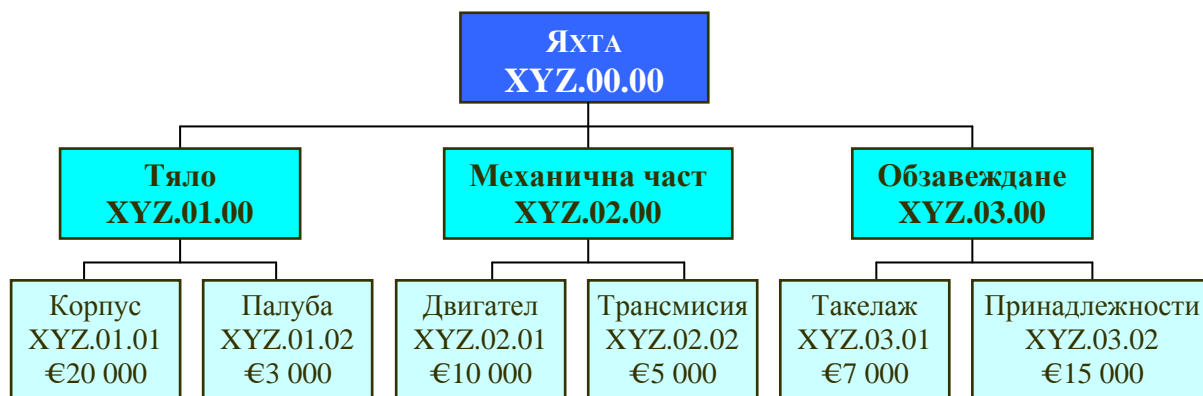 Яхта
XYZ.00.00
Тяло
XYZ.01.00
Механична част
XYZ.02.00
Обзавеждане
XYZ.03.00
Корпус
XYZ.01.01
€20 000
Палуба
XYZ.01.02
€3 000
Двигател
XYZ.02.01
€10 000
Трансмисия
XYZ.02.02
€5 000
Такелаж
XYZ.03.01
€7 000
Принадлежности
XYZ.03.02
€15 000